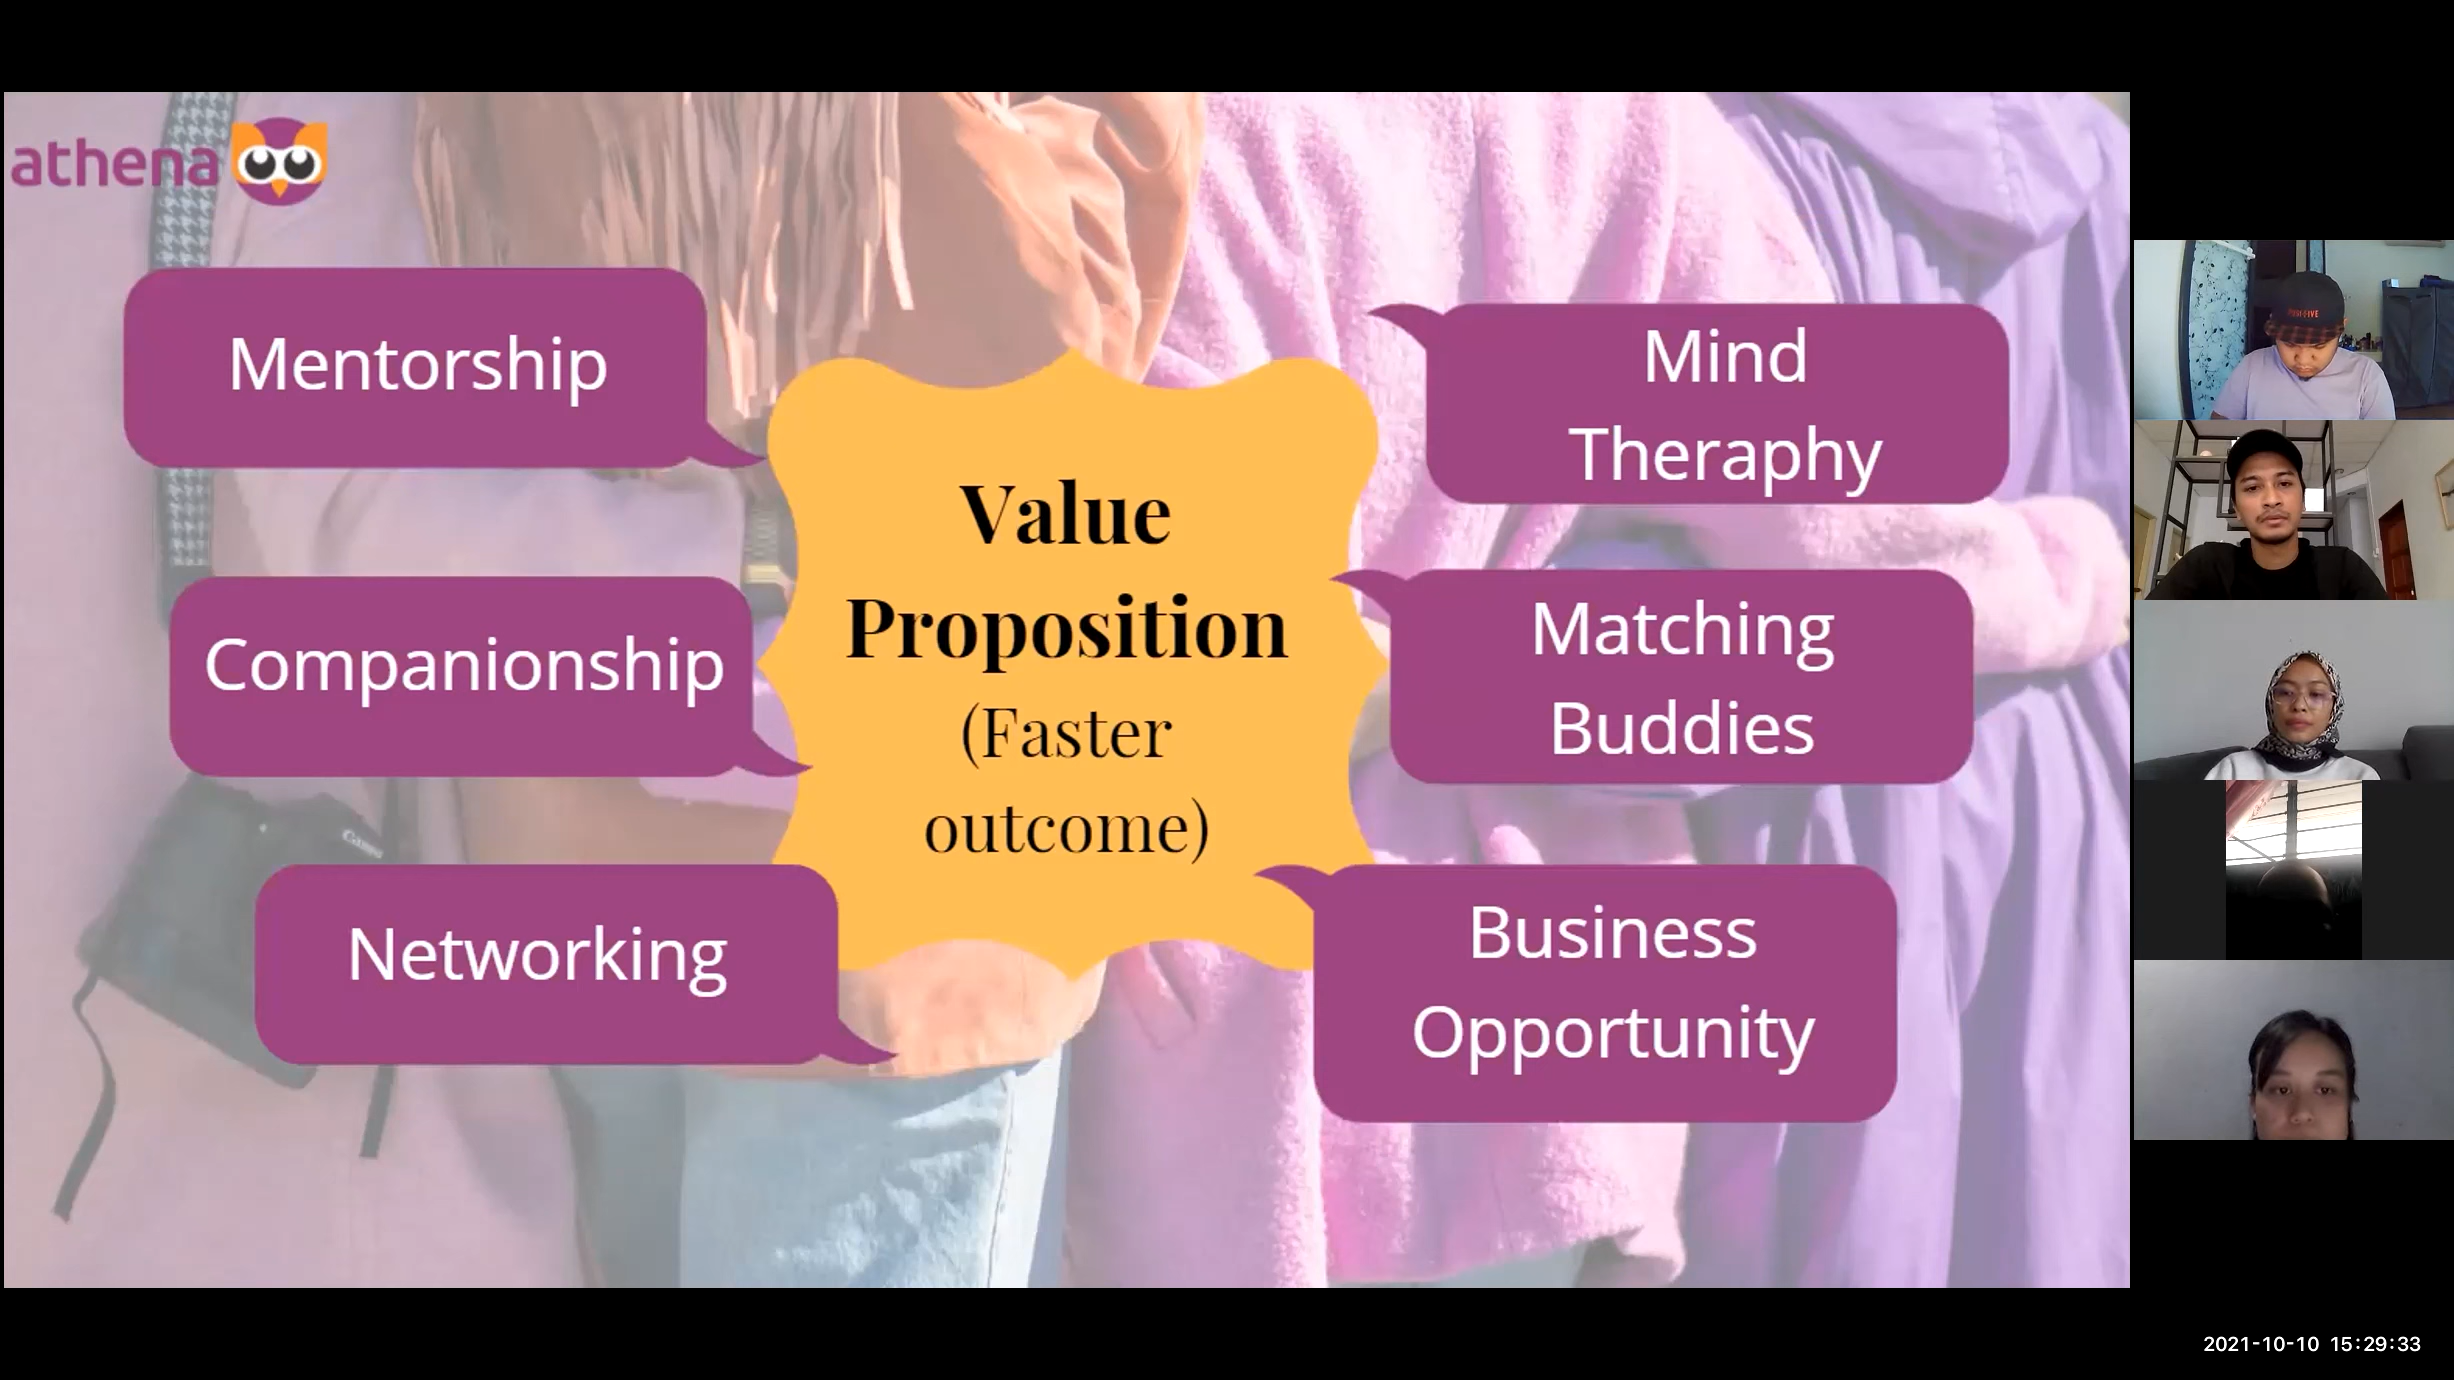 athena
Mentorship
Companionship
Networking
Value
Proposition
(Faster
outcome)
Mind
Theraphy
Matching
Buddies
Business
Opportunity
Canon
2021-10-10 15:29:33